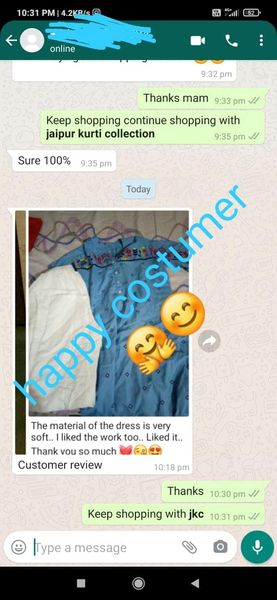 10:31 PM | 4.2KB/s
4G
52
online
9:32 pm
Thanks mam 9:33 pm
Keep shopping continue shopping with
jaipur kurti collection
9:35 pm
Sure 100% 9:35 pm
Today
happy costumer
The material of the dress is very
soft.. I liked the work too.. Liked it..
Thank you so much 💓😘😍
Customer review 10:18 pm
Thanks 10:30 pm
Keep shopping with jkc 10:31 pm
Type a message